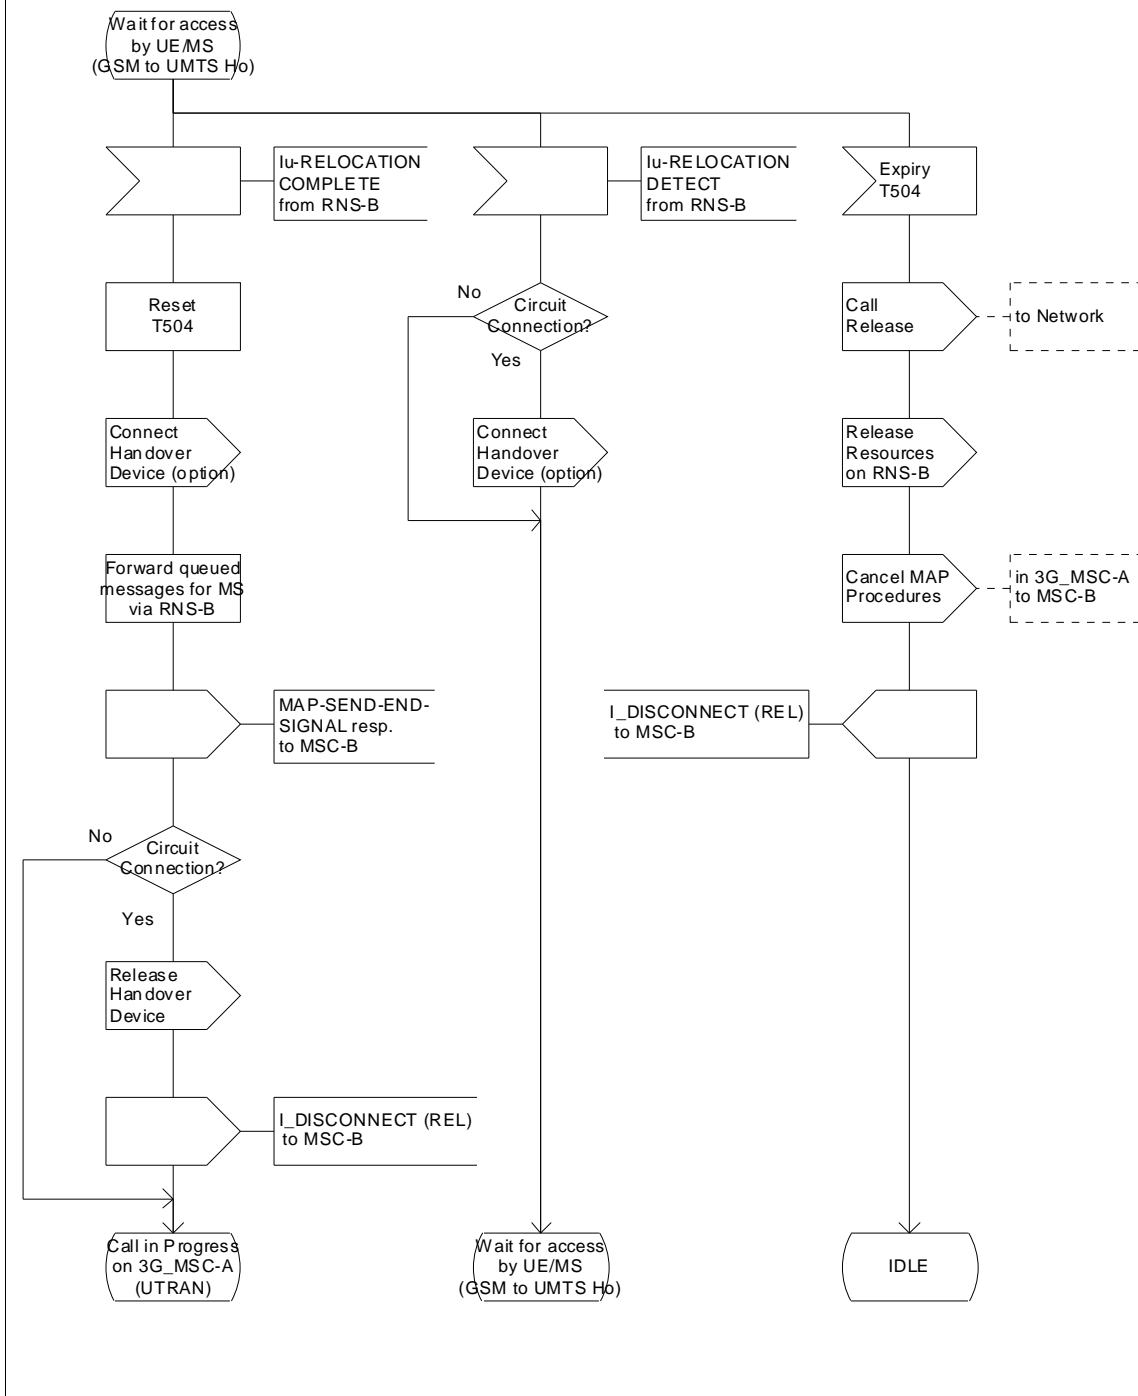 Wait for access
by UE/MS
(GSM to UMTS Ho)
Iu-RELOCATION
COMPLETE
from RNS-B
Iu-RELOCATION
DETECT
from RNS-B
Expiry
T504
Reset
T504
No
Circuit
Connection?
Yes
Call
Release
to Network
Connect
Handover
Device (option)
Connect
Handover
Device (option)
Release
Resources
on RNS-B
Forward queued
messages for MS
via RNS-B
Cancel MAP
Procedures
in 3G_MSC-A
to MSC-B
MAP-SEND-END-
SIGNAL resp.
to MSC-B
I_DISCONNECT (REL)
to MSC-B
No
Circuit
Connection?
Yes
Release
Handover
Device
I_DISCONNECT (REL)
to MSC-B
Call in Progress
on 3G_MSC-A
(UTRAN)
Wait for access
by UE/MS
(GSM to UMTS Ho)
IDLE